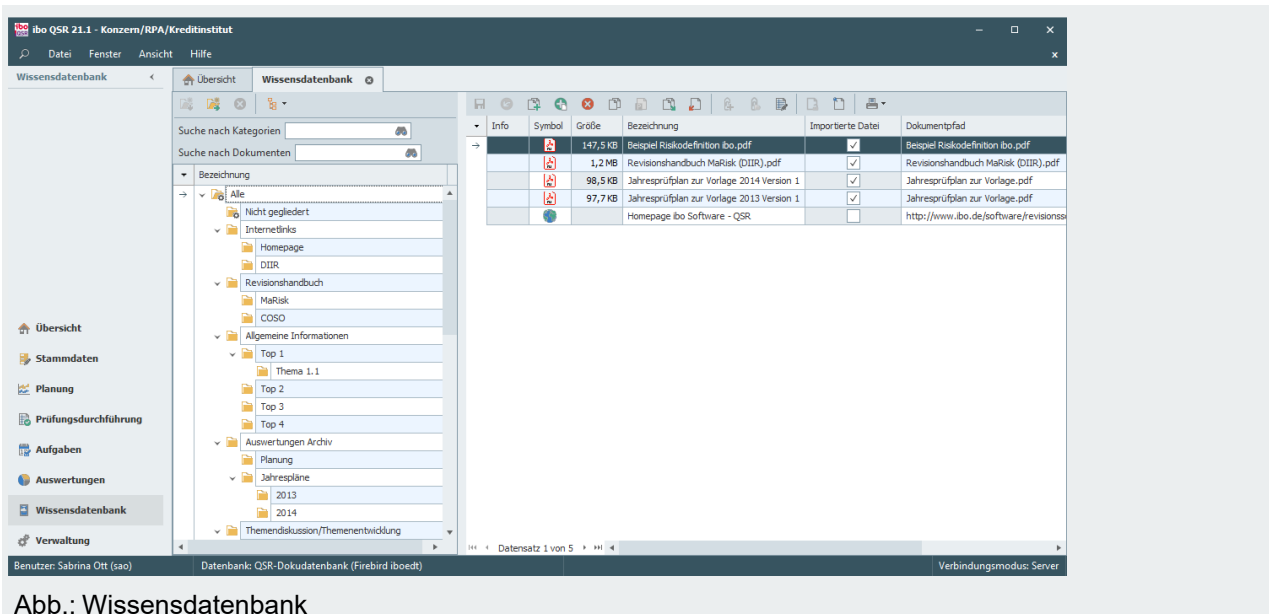 ibo QSR 21.1 - Konzern/RPA/Kreditinstitut
Datei Fenster Ansicht Hilfe
Wissensdatenbank
Übersicht Wissensdatenbank
Suche nach Kategorien
Suche nach Dokumenten
Bezeichnung
Alle
Nicht gegliedert
Internetlinks
Homepage
DIIR
Revisionshandbuch
MaRisk
COSO
Allgemeine Informationen
Top 1
Thema 1.1
Top 2
Top 3
Top 4
Auswertungen Archiv
Planung
Jahrespläne
2013
2014
Themendiskussion/Themenentwicklung
Info Symbol Größe Bezeichnung Importierte Datei Dokumentpfad
147,5 KB Beispiel Risikodefinition ibo.pdf Beispiel Risikodefinition ibo.pdf
1,2 MB Revisionshandbuch MaRisk (DIIR).pdf Revisionshandbuch MaRisk (DIIR).pdf
98,5 KB Jahresprüfplan zur Vorlage 2014 Version 1 Jahresprüfplan zur Vorlage.pdf
97,7 KB Jahresprüfplan zur Vorlage 2013 Version 1 Jahresprüfplan zur Vorlage.pdf
Homepage ibo Software - QSR http://www.ibo.de/software/revisionss
Übersicht
Stammdaten
Planung
Prüfungsdurchführung
Aufgaben
Auswertungen
Wissensdatenbank
Verwaltung
Datensatz 1 von 5
Benutzer: Sabrina Ott (sao) Datenbank: QSR-Dokudatenbank (Firebird iboedt) Verbindungsmodus: Server
Abb.: Wissensdatenbank